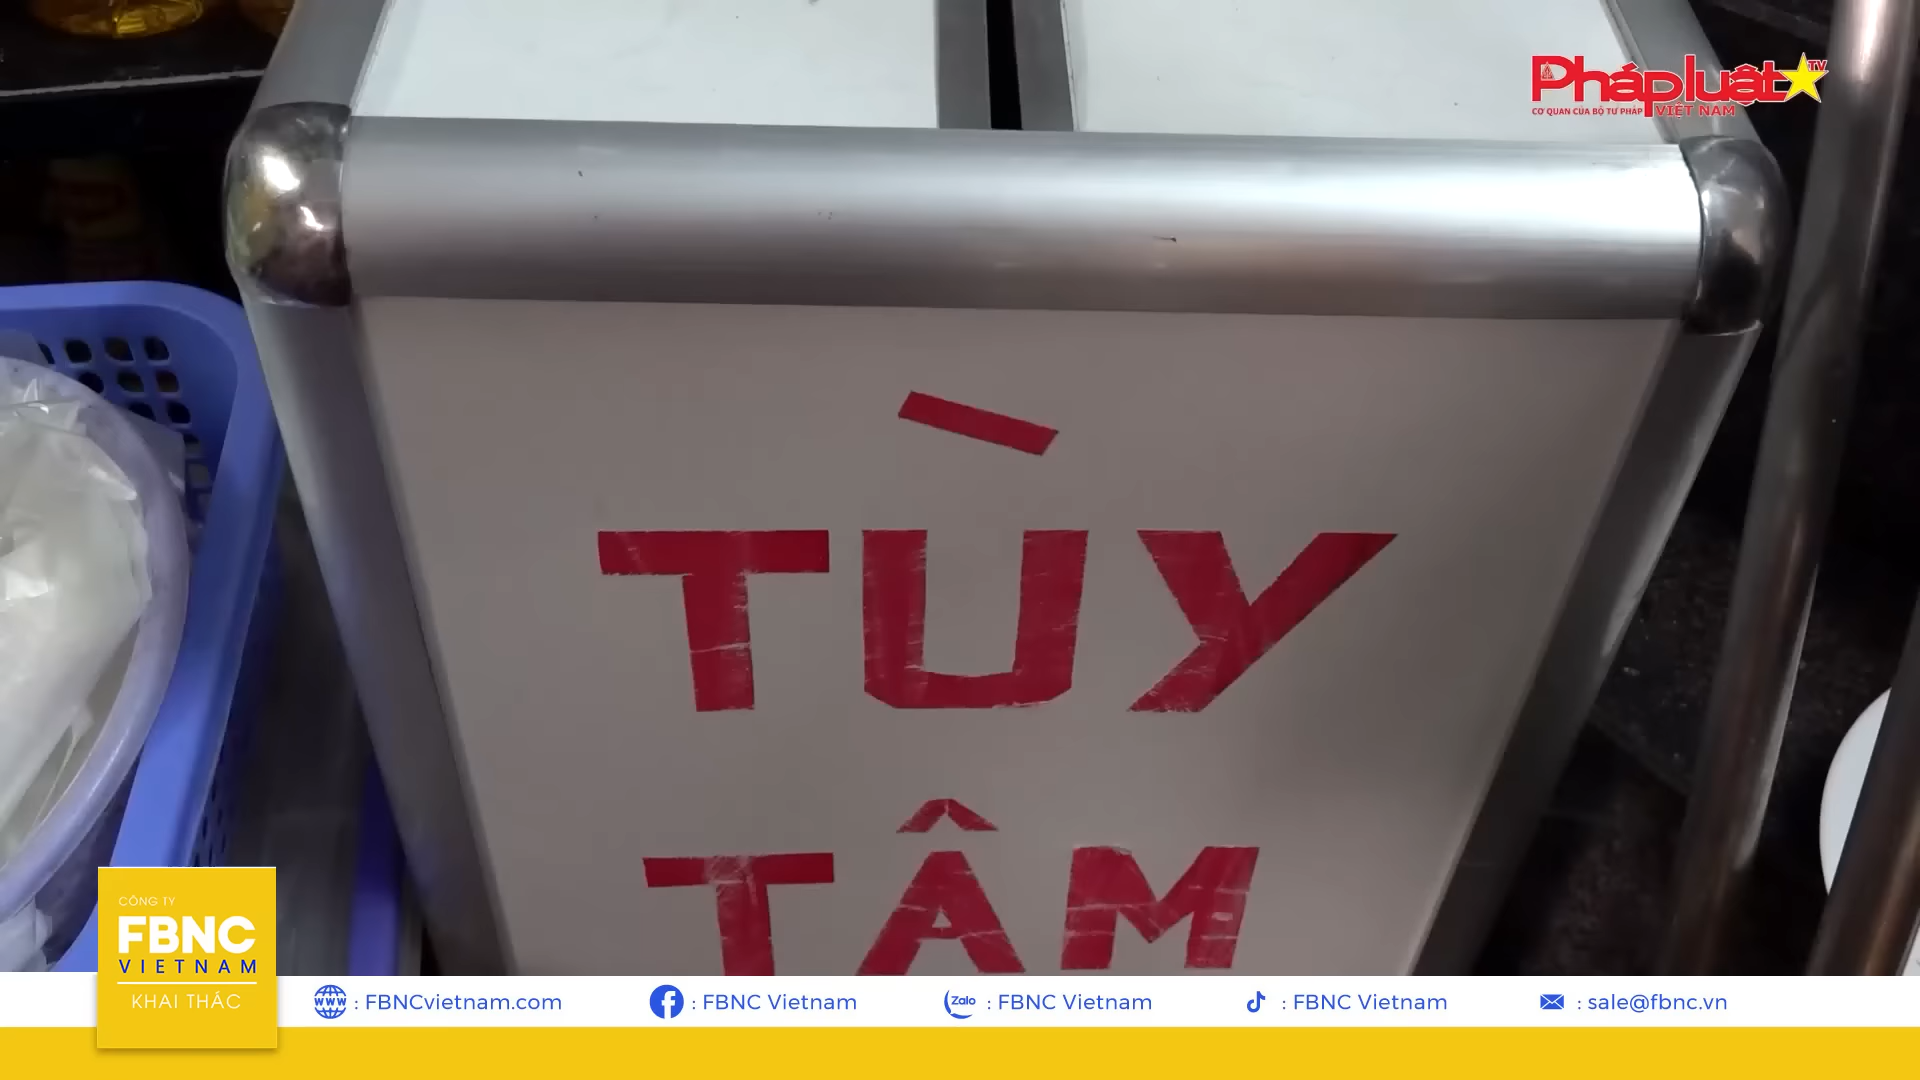 Pháp luật TV
CƠ QUAN CỦA BỘ TƯ PHÁP VIỆT NAM
TÙY
TÂM
CÔNG TY
FBNC
VIETNAM
KHAI THÁC
: FBNCvietnam.com
: FBNC Vietnam
Zalo : FBNC Vietnam
: FBNC Vietnam
: sale@fbnc.vn